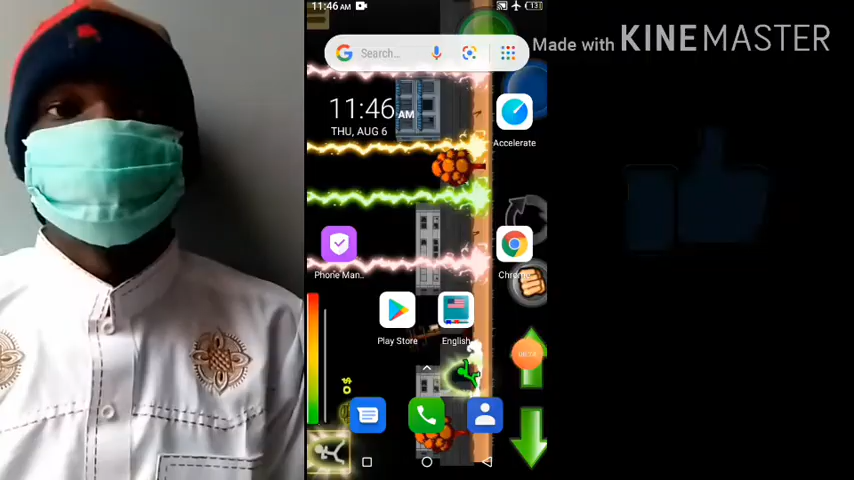 11:46 AM
Search...
Made with KINEMASTER
11:46 AM
THU, AUG 6
Accelerate
Phone Man..
Chrome
Play Store
English